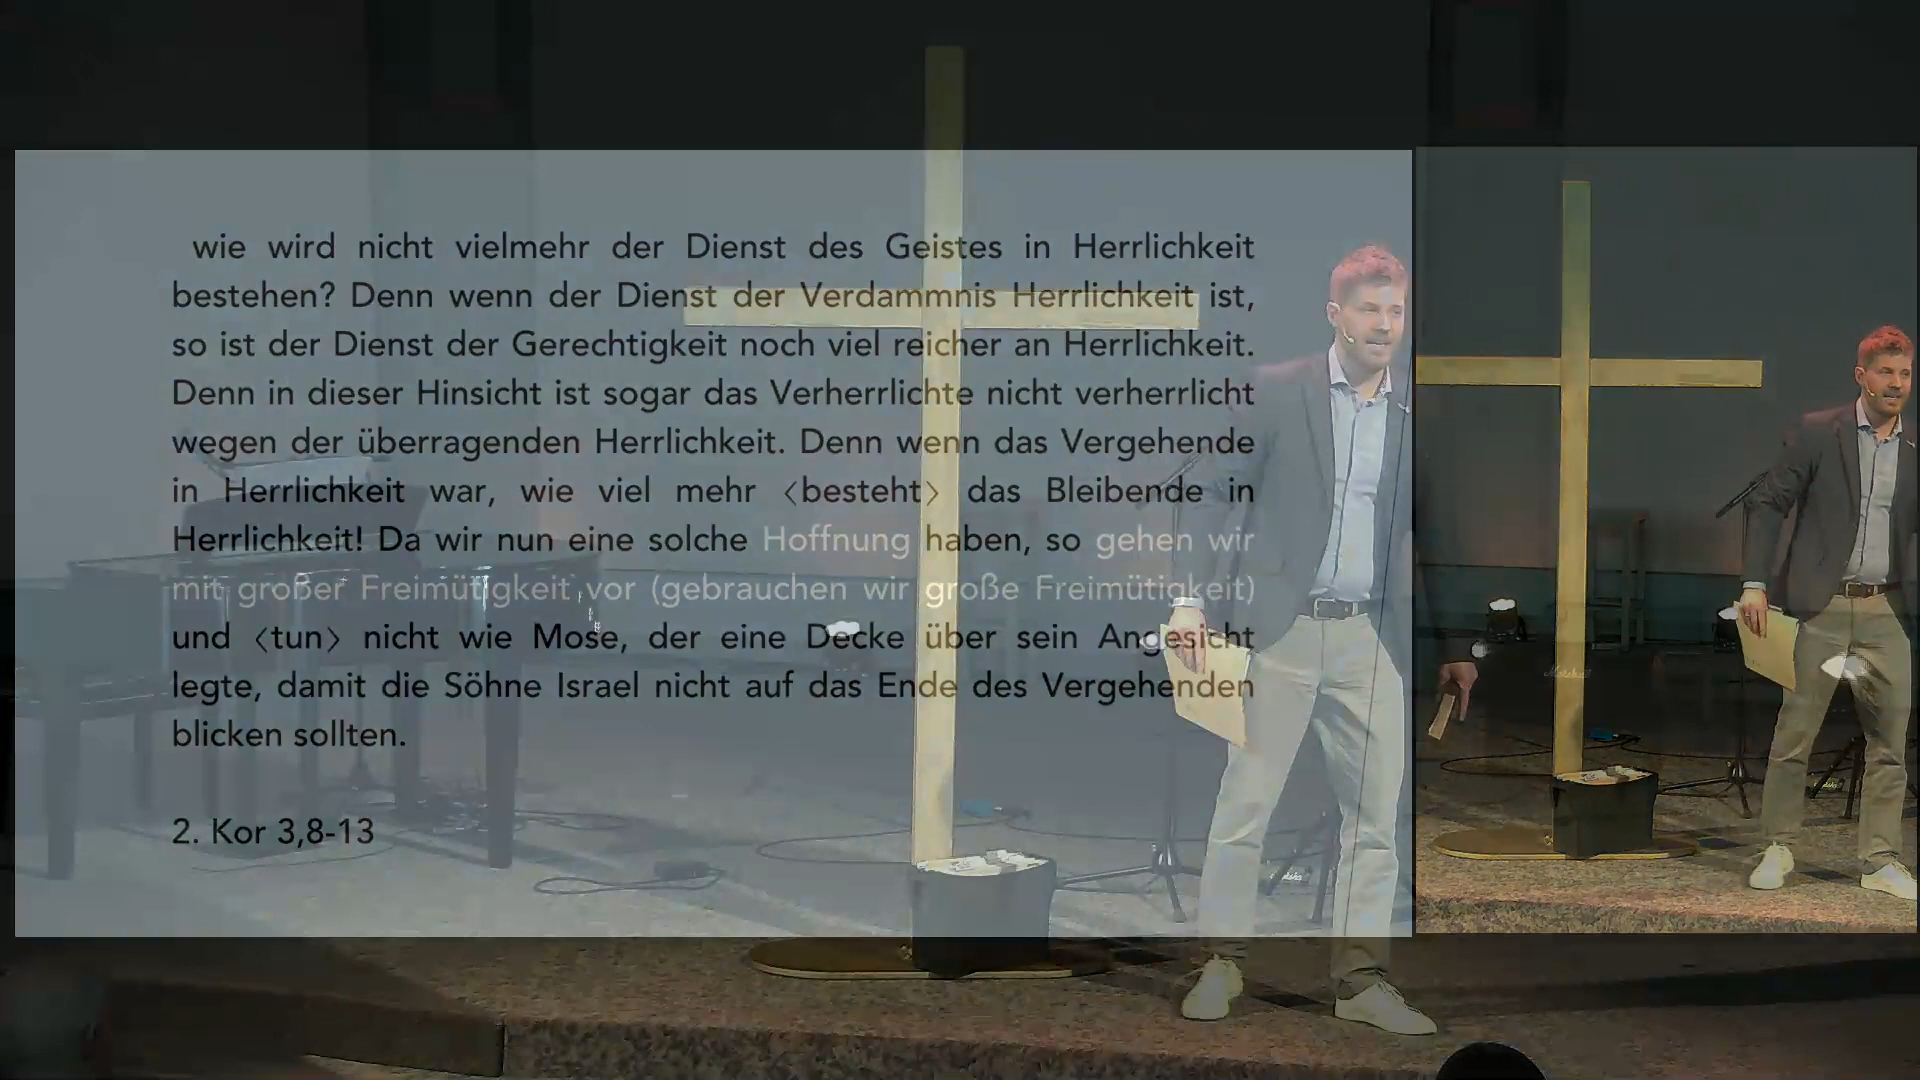 wie wird nicht vielmehr der Dienst des Geistes in Herrlichkeit
bestehen? Denn wenn der Dienst der Verdammnis Herrlichkeit ist,
so ist der Dienst der Gerechtigkeit noch viel reicher an Herrlichkeit.
Denn in dieser Hinsicht ist sogar das Verherrlichte nicht verherrlicht
wegen der überragenden Herrlichkeit. Denn wenn das Vergehende
in Herrlichkeit war, wie viel mehr 〈besteht〉 das Bleibende in
Herrlichkeit! Da wir nun eine solche Hoffnung haben, so gehen wir
mit großer Freimütigkeit vor (gebrauchen wir große Freimütigkeit)
und 〈tun〉 nicht wie Mose, der eine Decke über sein Angesicht
legte, damit die Söhne Israel nicht auf das Ende des Vergehenden
blicken sollten.
2. Kor 3,8-13